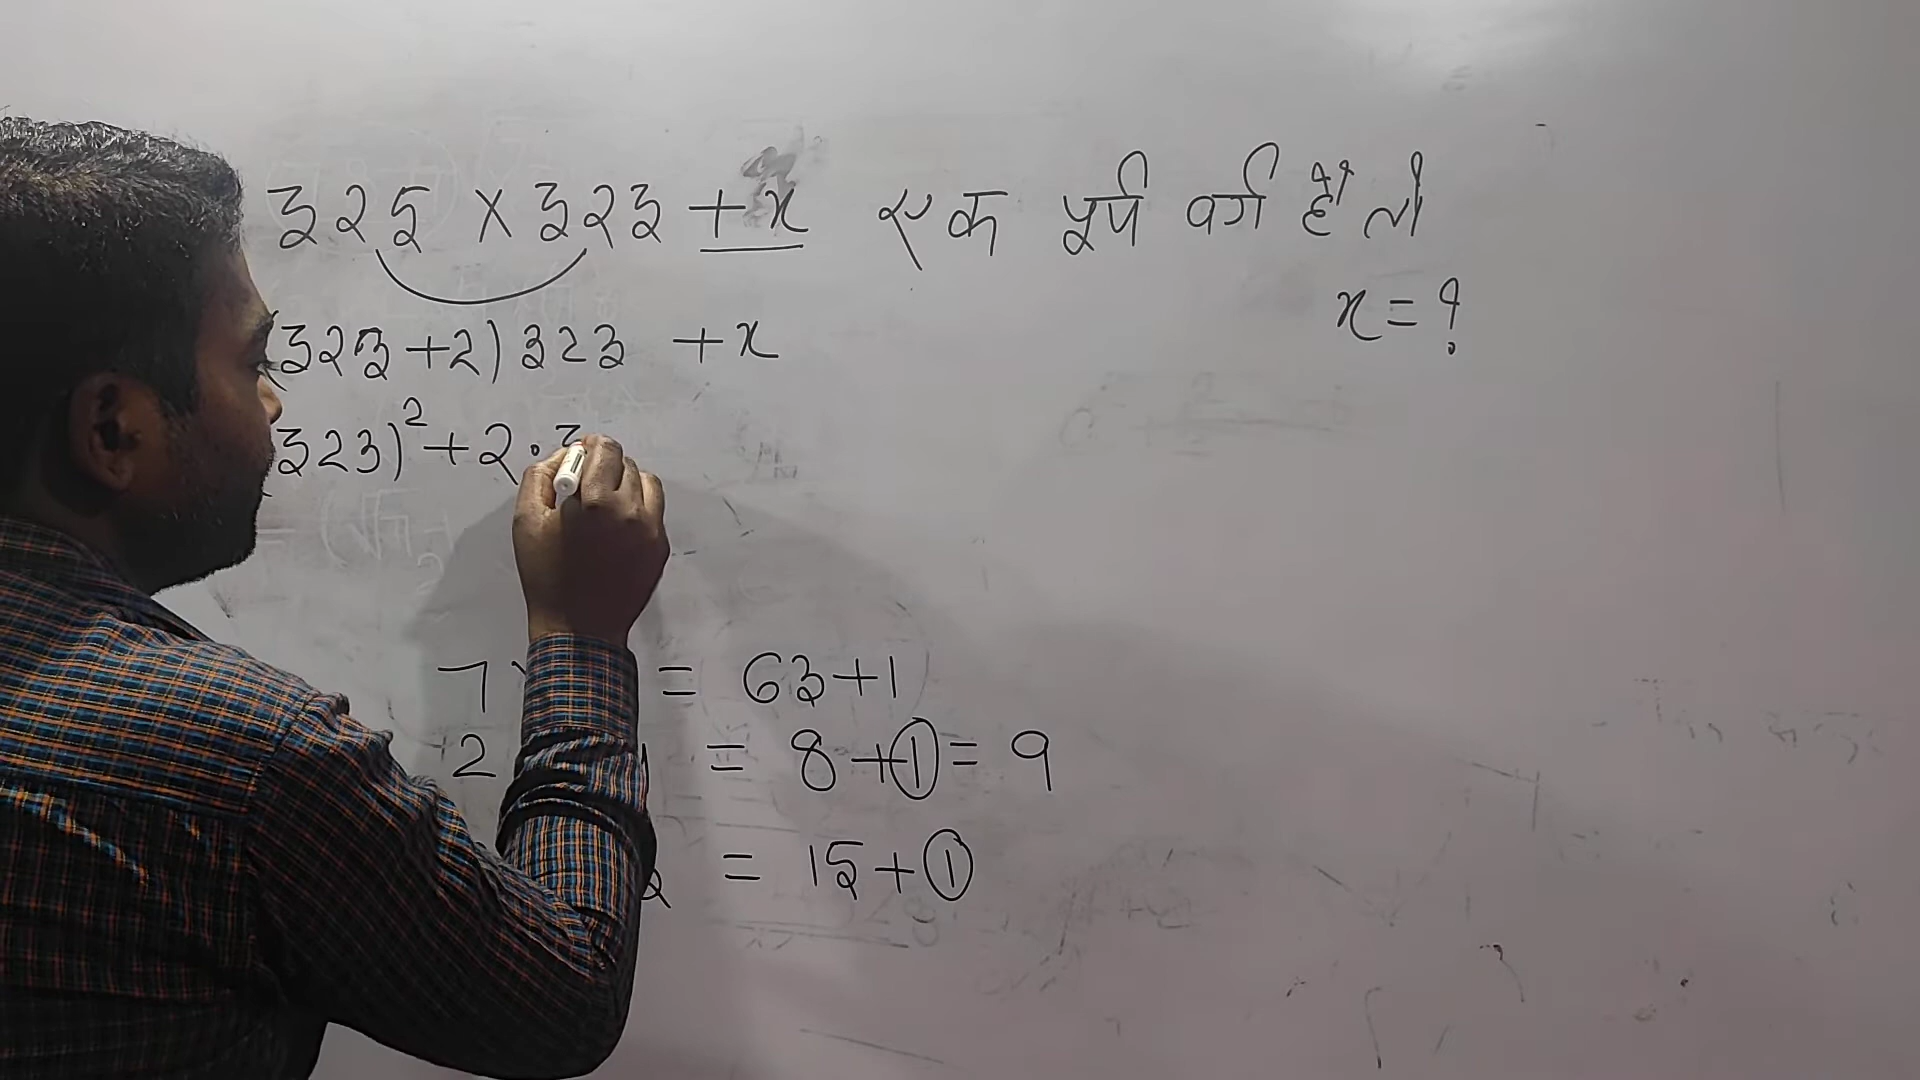 325 × 323 + x एक पूर्ण वर्ग हैं तो
x = ?
(323 + 2) 323 + x
(323)² + 2 ·
7 = 63 + 1
2 = 8 + 1 = 9
= 15 + 1